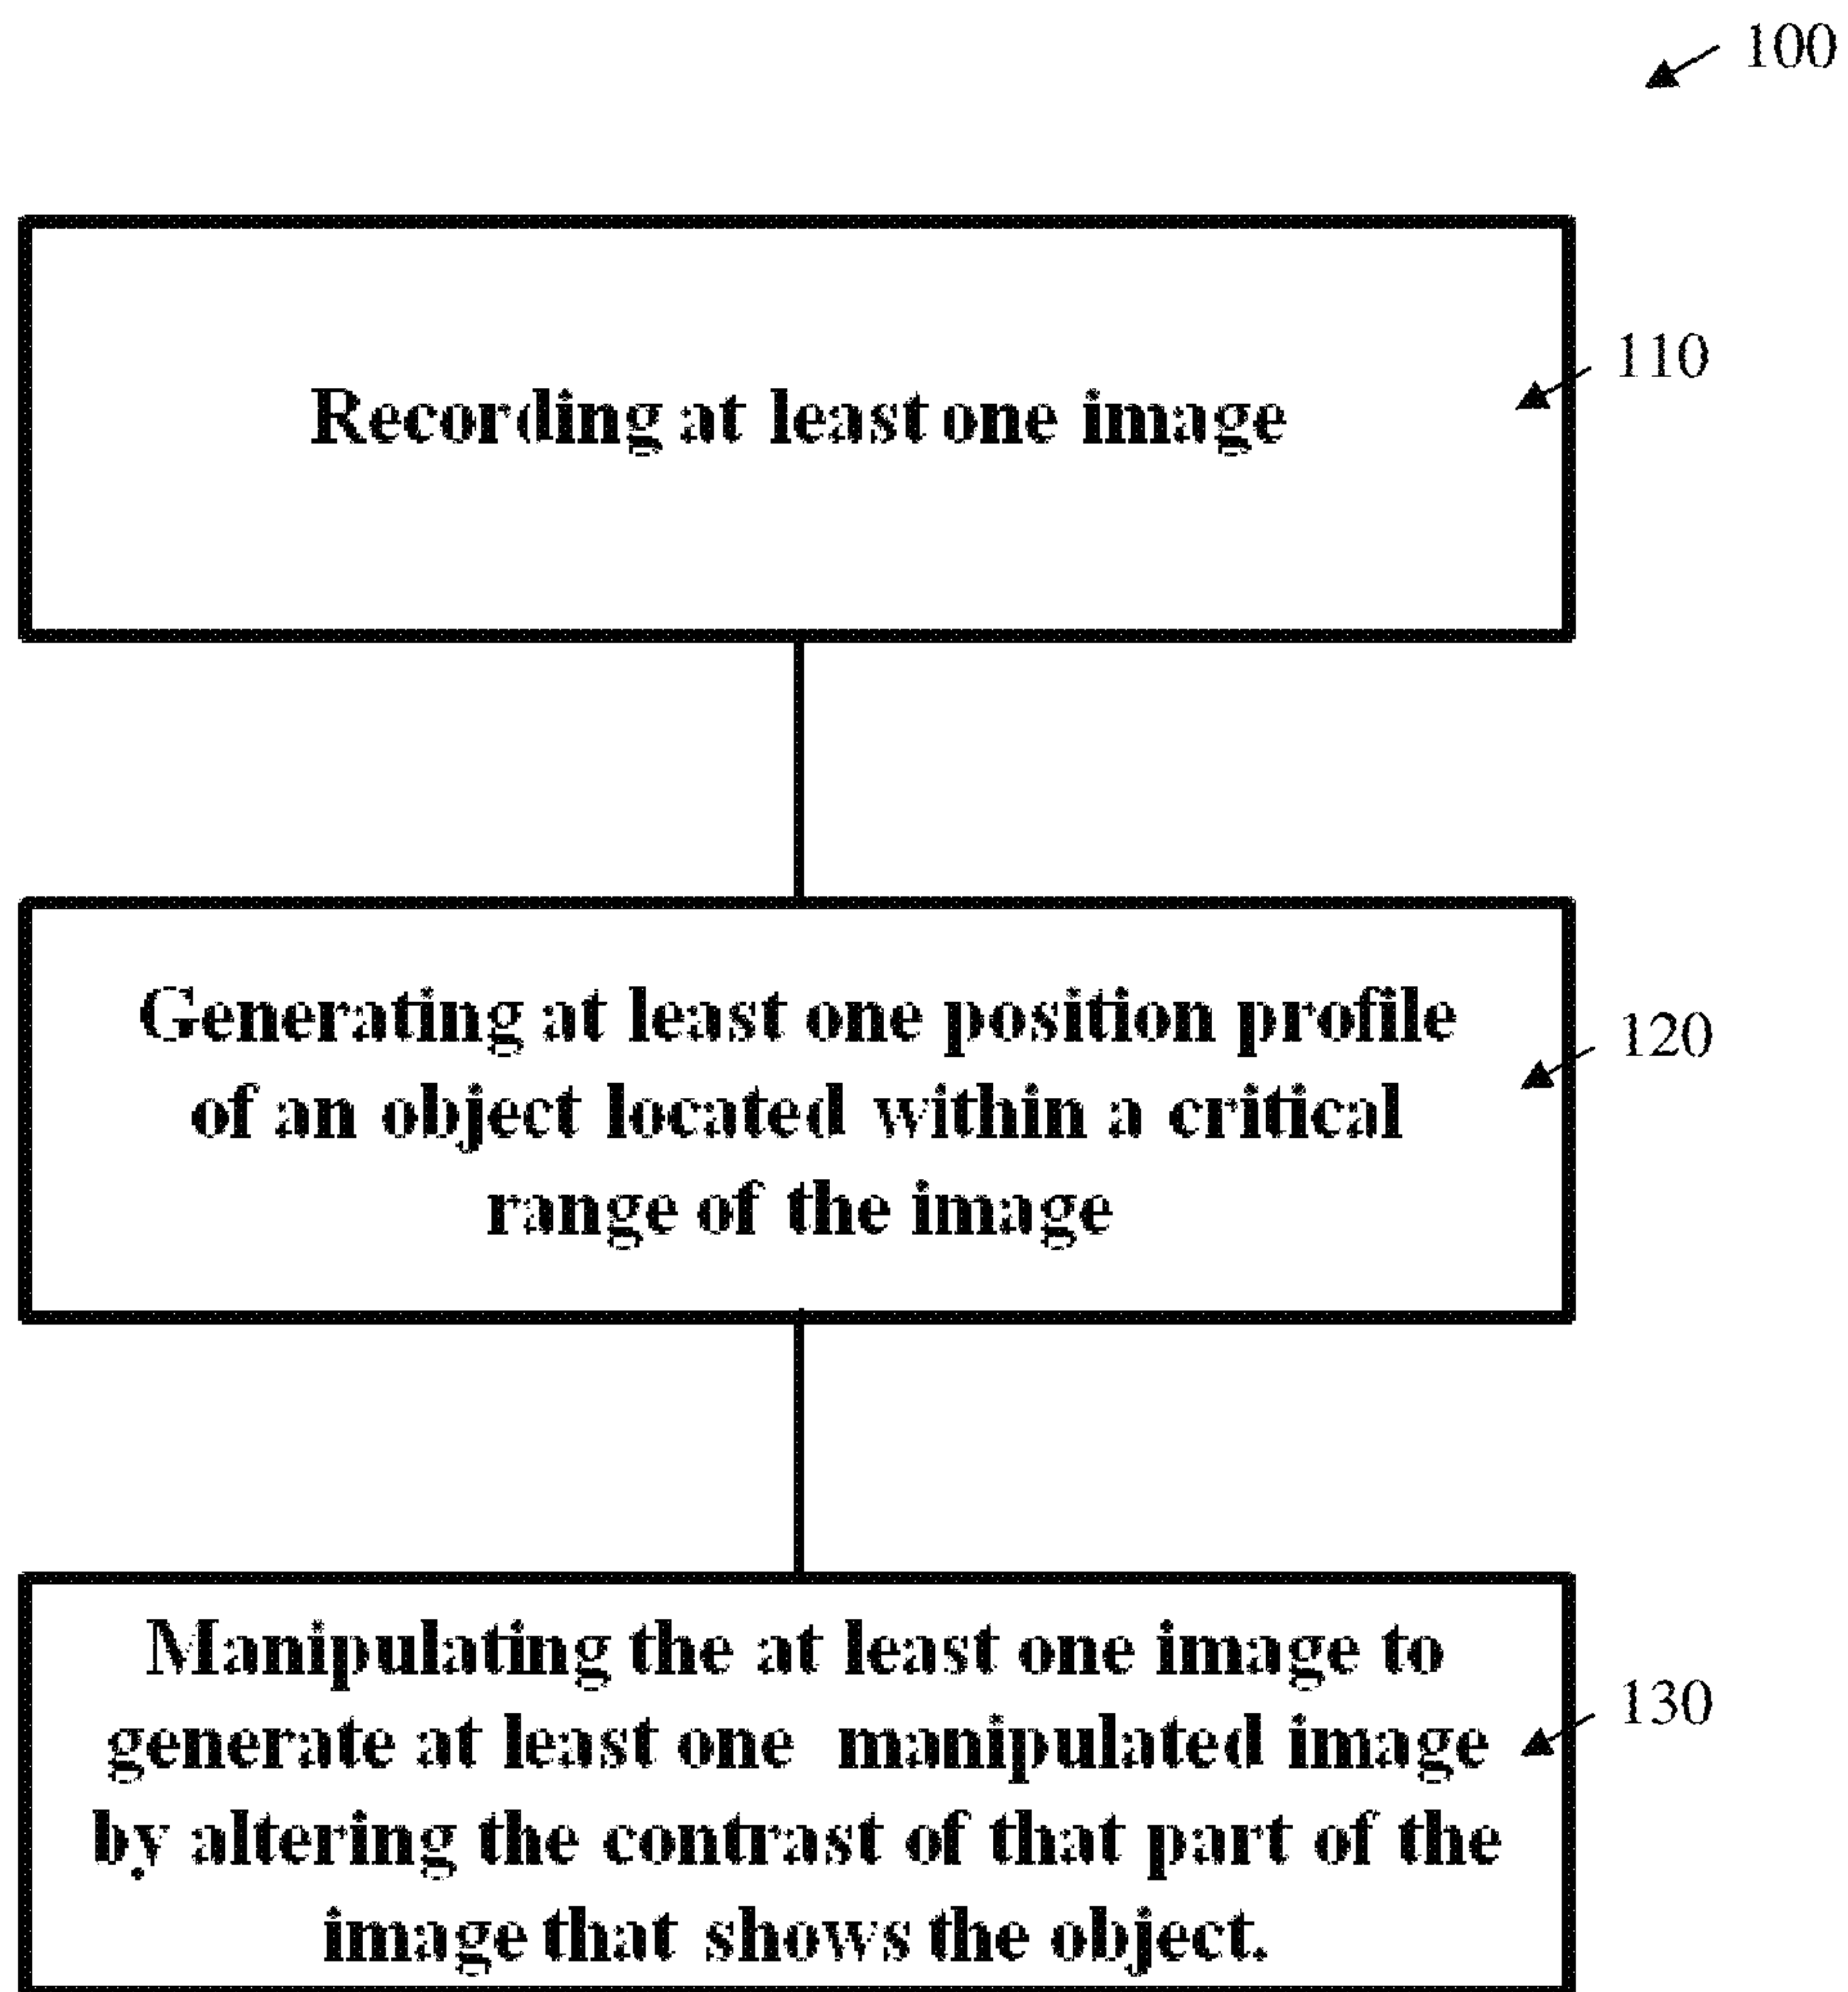 100
Recording at least one image
110
Generating at least one position profile
of an object located within a critical
range of the image
120
Manipulating the at least one image to
generate at least one manipulated image
by altering the contrast of that part of the
image that shows the object.
130